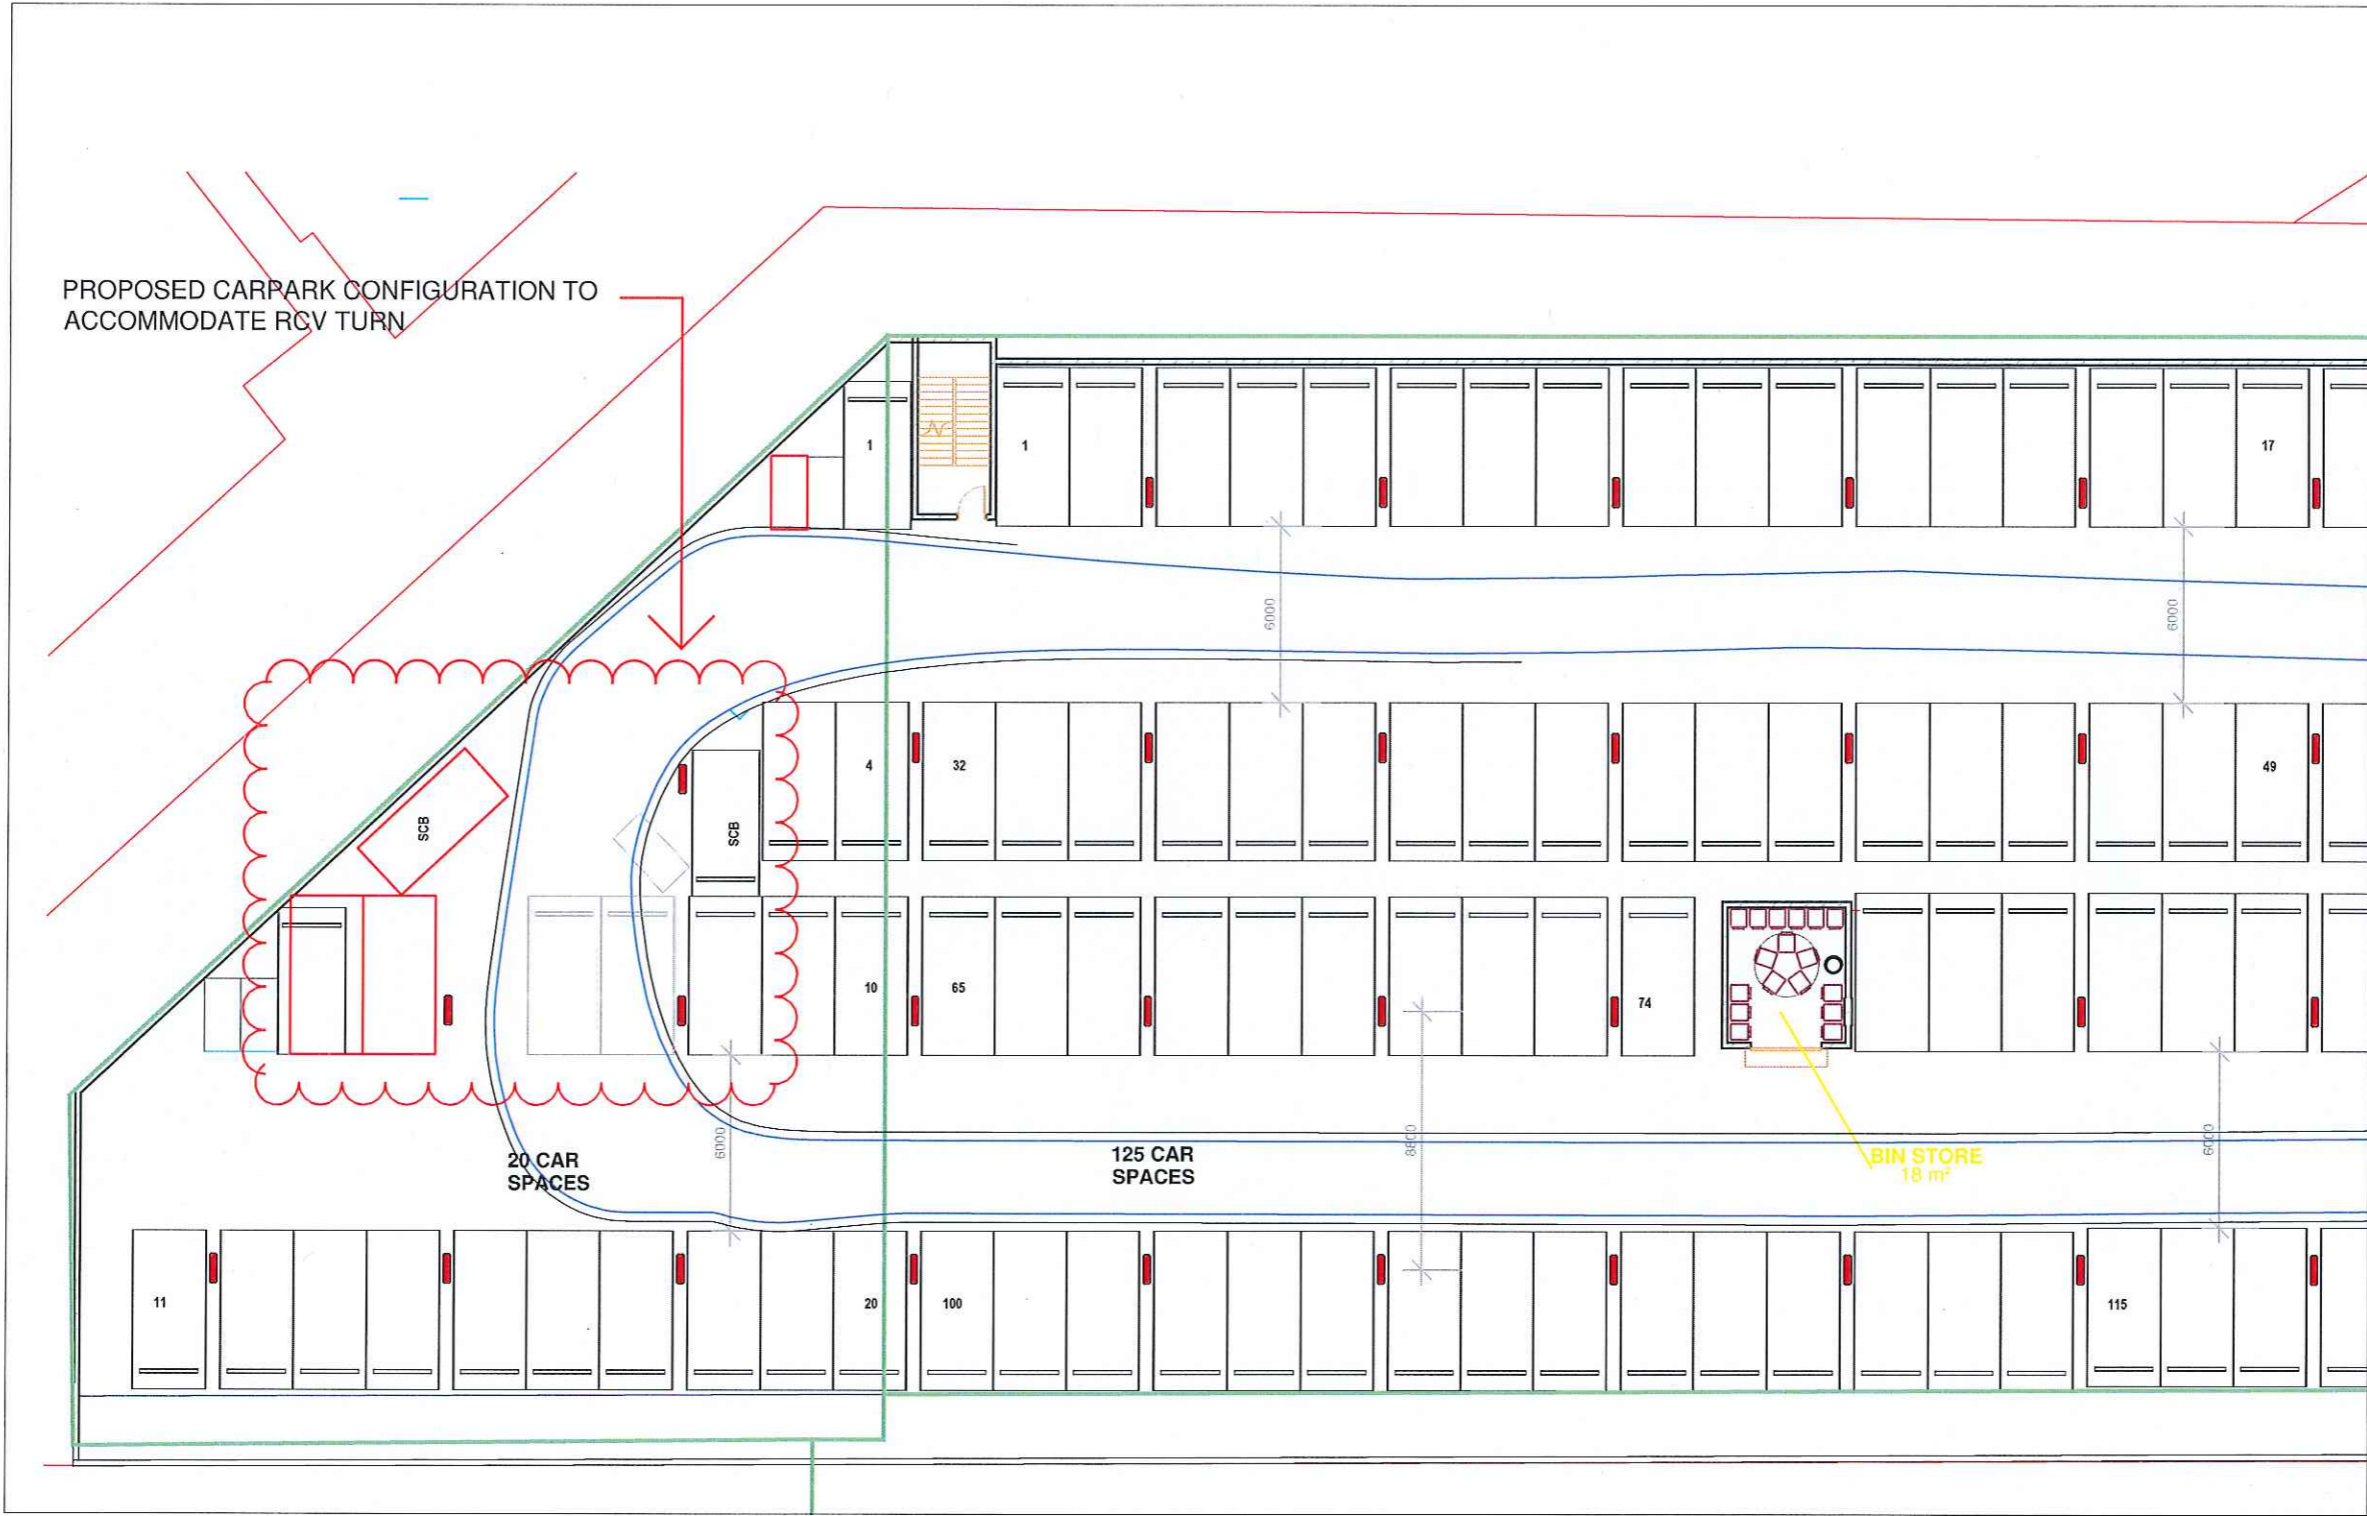 PROPOSED CARPARK CONFIGURATION TO
ACCOMMODATE RCV TURN
1
1
17
6000
6000
4
32
49
SCB
SCB
10
65
74
6000
20 CAR
SPACES
125 CAR
SPACES
8800
BIN STORE
18 m²
6000
11
20
100
115